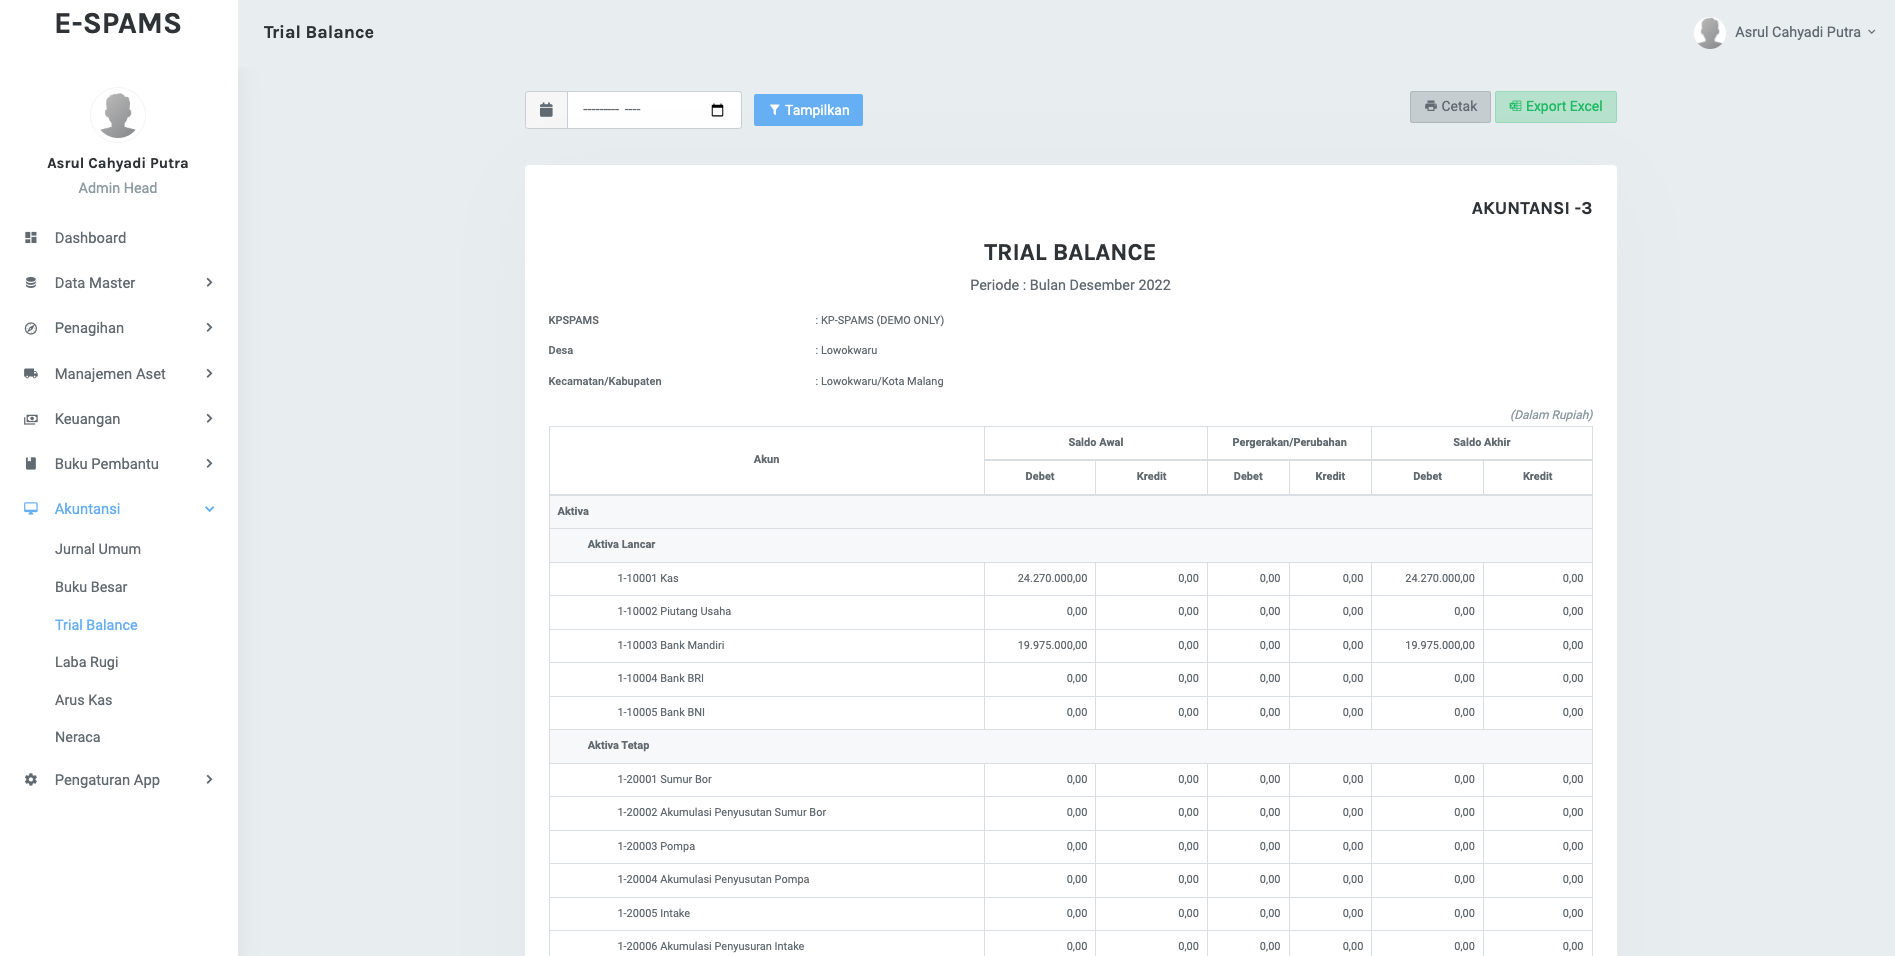 E-SPAMS
Asrul Cahyadi Putra
Admin Head
Dashboard
Data Master
Penagihan
Manajemen Aset
Keuangan
Buku Pembantu
Akuntansi
Jurnal Umum
Buku Besar
Trial Balance
Laba Rugi
Arus Kas
Neraca
Pengaturan App
Trial Balance
Asrul Cahyadi Putra
--------- ----
Tampilkan
Cetak
Export Excel
AKUNTANSI -3
TRIAL BALANCE
Periode : Bulan Desember 2022
KPSPAMS : KP-SPAMS (DEMO ONLY)
Desa : Lowokwaru
Kecamatan/Kabupaten : Lowokwaru/Kota Malang
(Dalam Rupiah)
Akun Saldo Awal Pergerakan/Perubahan Saldo Akhir
Debet Kredit Debet Kredit Debet Kredit
Aktiva
Aktiva Lancar
1-10001 Kas 24.270.000,00 0,00 0,00 0,00 24.270.000,00 0,00
1-10002 Piutang Usaha 0,00 0,00 0,00 0,00 0,00 0,00
1-10003 Bank Mandiri 19.975.000,00 0,00 0,00 0,00 19.975.000,00 0,00
1-10004 Bank BRI 0,00 0,00 0,00 0,00 0,00 0,00
1-10005 Bank BNI 0,00 0,00 0,00 0,00 0,00 0,00
Aktiva Tetap
1-20001 Sumur Bor 0,00 0,00 0,00 0,00 0,00 0,00
1-20002 Akumulasi Penyusutan Sumur Bor 0,00 0,00 0,00 0,00 0,00 0,00
1-20003 Pompa 0,00 0,00 0,00 0,00 0,00 0,00
1-20004 Akumulasi Penyusutan Pompa 0,00 0,00 0,00 0,00 0,00 0,00
1-20005 Intake 0,00 0,00 0,00 0,00 0,00 0,00
1-20006 Akumulasi Penyusuran Intake 0,00 0,00 0,00 0,00 0,00 0,00